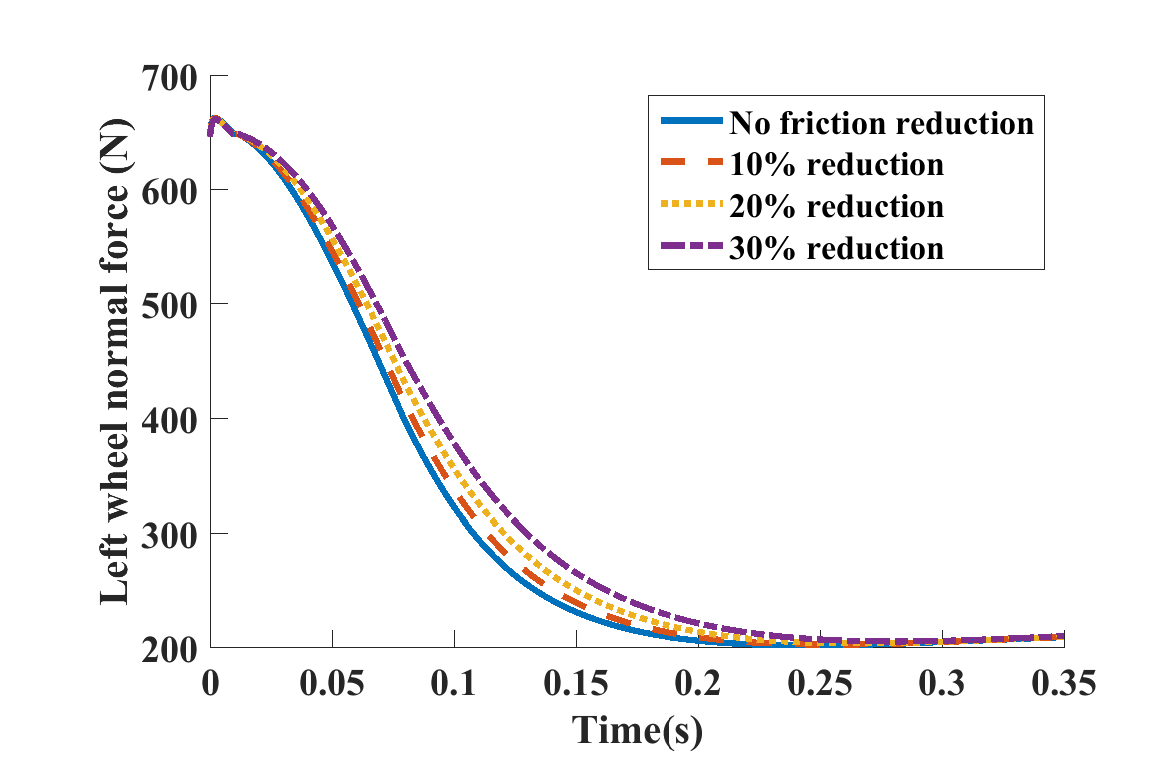 Left wheel normal force (N)
700
600
500
400
300
200
No friction reduction
10% reduction
20% reduction
30% reduction
0 0.05 0.1 0.15 0.2 0.25 0.3 0.35
Time(s)